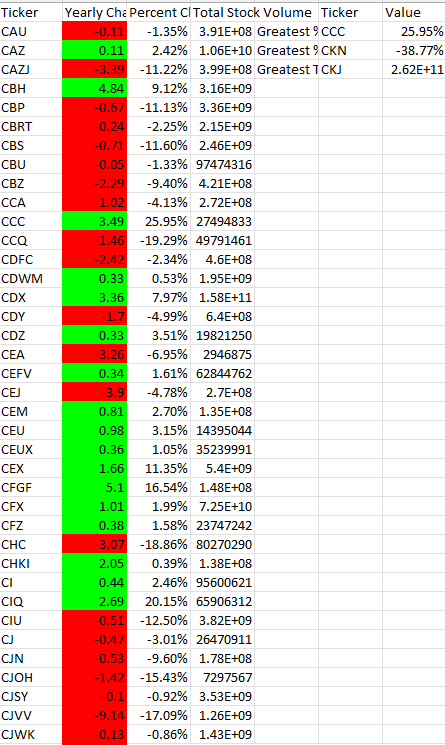 Ticker Yearly Cha Percent Cl Total Stock Volume Ticker Value
CAU -0.11 -1.35% 3.91E+08 Greatest % CCC 25.95%
CAZ 0.11 2.42% 1.06E+10 Greatest % CKN -38.77%
CAZJ -3.39 -11.22% 3.99E+08 Greatest T CKJ 2.62E+11
CBH 4.84 9.12% 3.16E+09
CBP -0.67 -11.13% 3.36E+09
CBRT -0.24 -2.25% 2.15E+09
CBS -0.71 -11.60% 2.46E+09
CBU -0.05 -1.33% 97474316
CBZ -2.29 -9.40% 4.21E+08
CCA -1.02 -4.13% 2.72E+08
CCC 3.49 25.95% 27494833
CCQ -1.46 -19.29% 49791461
CDFC -2.42 -2.34% 4.6E+08
CDWM 0.33 0.53% 1.95E+09
CDX 3.36 7.97% 1.58E+11
CDY -1.7 -4.99% 6.4E+08
CDZ 0.33 3.51% 19821250
CEA -3.26 -6.95% 2946875
CEFV 0.34 1.61% 62844762
CEJ -3.9 -4.78% 2.7E+08
CEM 0.81 2.70% 1.35E+08
CEU 0.98 3.15% 14395044
CEUX 0.36 1.05% 35239991
CEX 1.66 11.35% 5.4E+09
CFGF 5.1 16.54% 1.48E+08
CFX 1.01 1.99% 7.25E+10
CFZ 0.38 1.58% 23747242
CHC -3.07 -18.86% 80270290
CHKI 2.05 0.39% 1.38E+08
CI 0.44 2.46% 95600621
CIQ 2.69 20.15% 65906312
CIU -0.51 -12.50% 3.82E+09
CJ -0.47 -3.01% 26470911
CJN -0.53 -9.60% 1.78E+08
CJOH -1.42 -15.43% 7297567
CJSY -0.1 -0.92% 3.53E+09
CJVV -9.14 -17.09% 1.26E+09
CJWK -0.13 -0.86% 1.43E+09